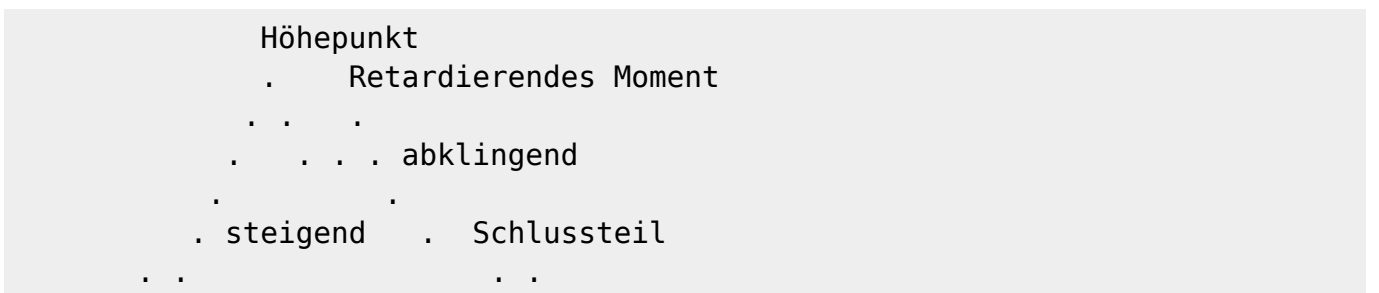 Höhepunkt
. Retardierendes Moment
. . .
. . . . abklingend
. .
. steigend . Schlussteil
. . . .